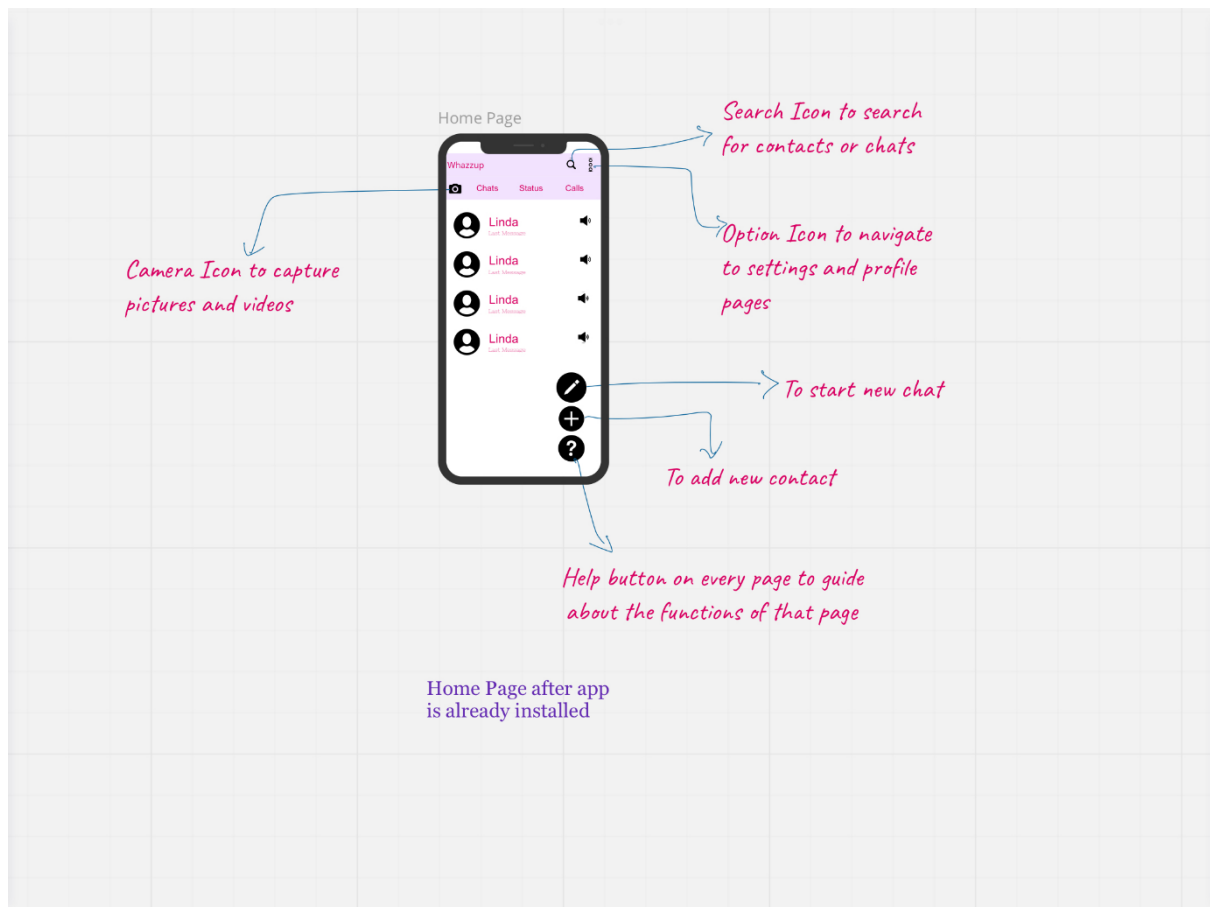 Home Page
Search Icon to search
for contacts or chats
Whazzup
Chats Status Calls
Linda
Last Message
Linda
Last Message
Linda
Last Message
Linda
Last Message
Option Icon to navigate
to settings and profile
pages
Camera Icon to capture
pictures and videos
To start new chat
To add new contact
?
Help button on every page to guide
about the functions of that page
Home Page after app
is already installed